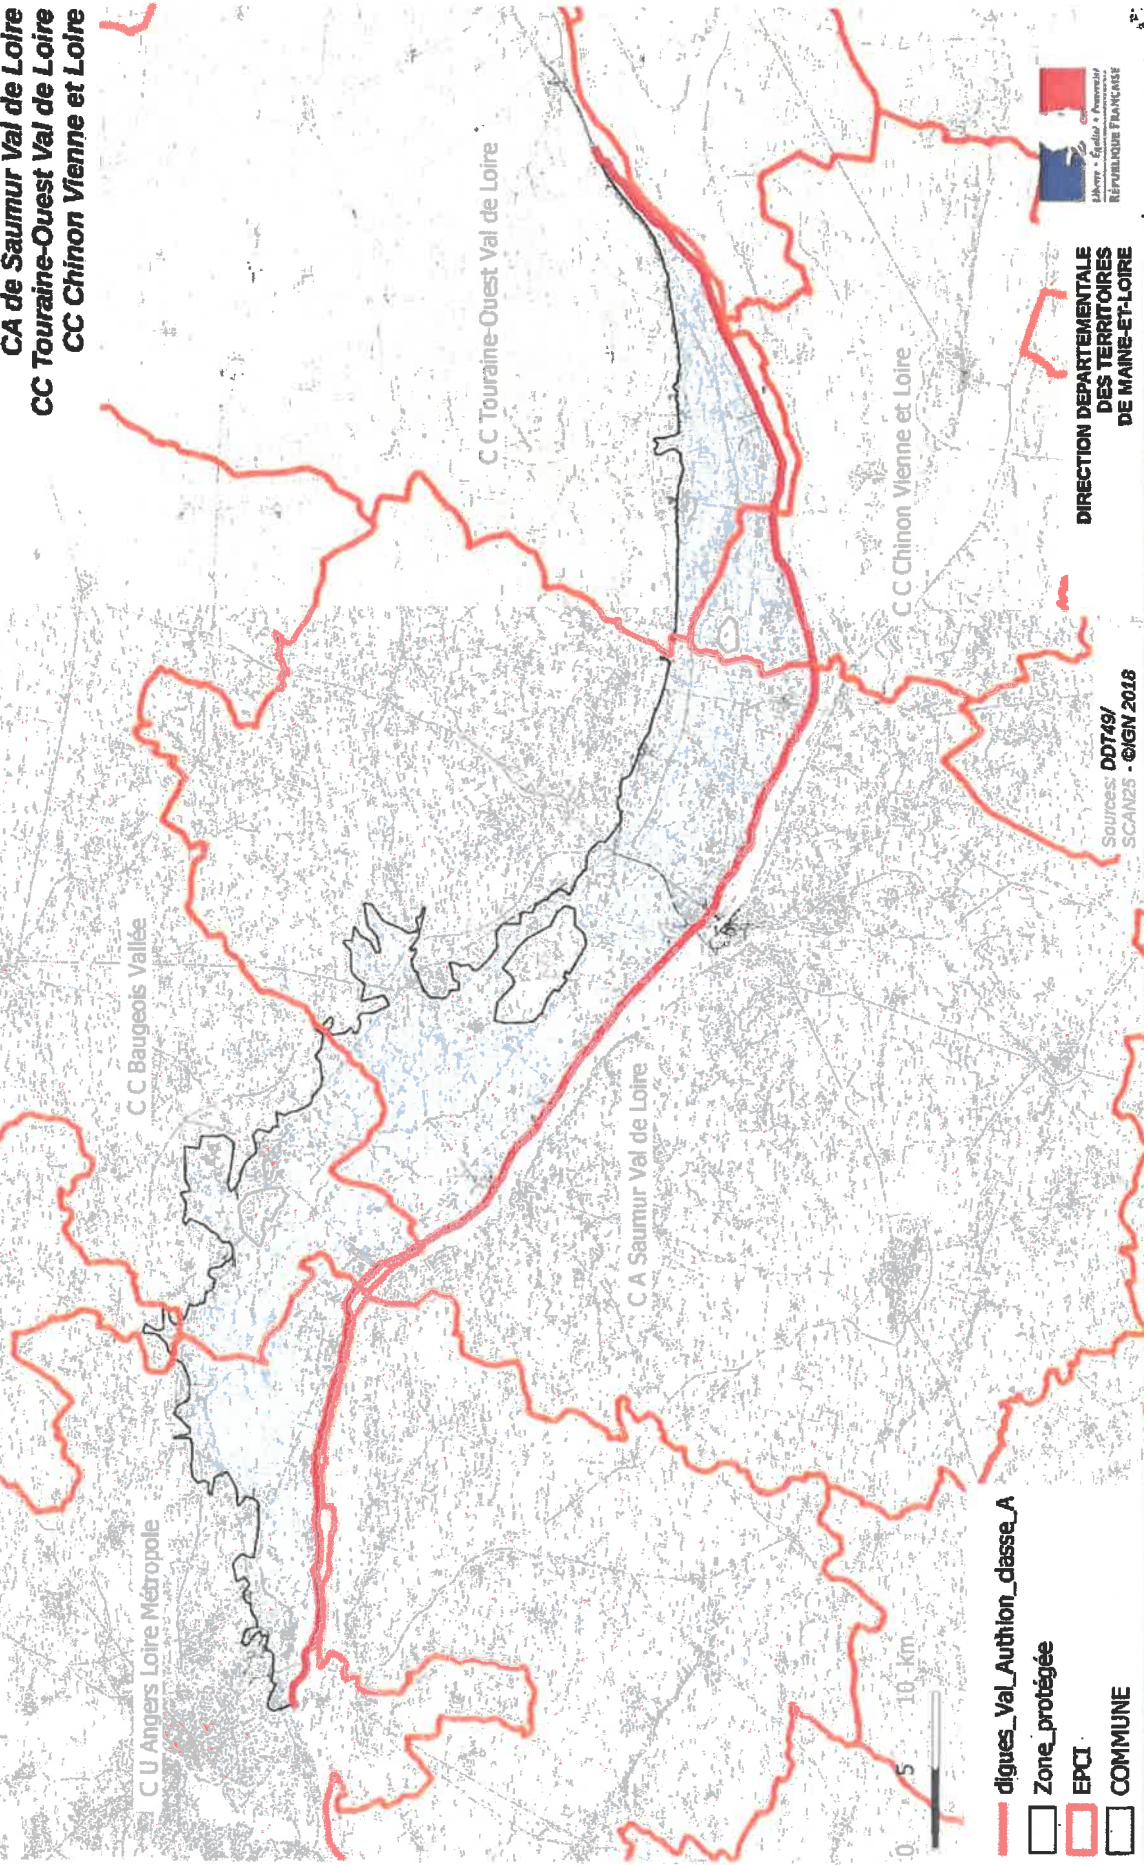 CA de Saumur Val de Loire
CC Touraine-Ouest Val de Loire
CC Chinon Vienne et Loire
C C Touraine-Ouest Val de Loire
C C Baugeois Vallée
C U Angers Loire Métropole
C A Saumur Val de Loire
C C Chinon Vienne et Loire
0 5 10 km
digues_Val_Authion_classe_A
Zone_protégée
EPCI
COMMUNE
Sources DDT49/
SCAN25 - ©IGN 2018
Liberté • Égalité • Fraternité
RÉPUBLIQUE FRANÇAISE
DIRECTION DEPARTEMENTALE
DES TERRITOIRES
DE MAINE-ET-LOIRE